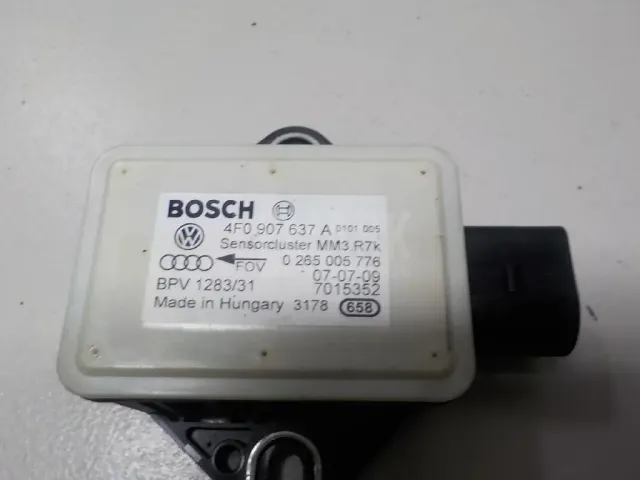 BOSCH
4F0 907 637 A 0101 005
Sensorcluster MM3.R7k
FOV 0 265 005 776
07-07-09
BPV 1283/31 7015352
Made in Hungary 3178 658